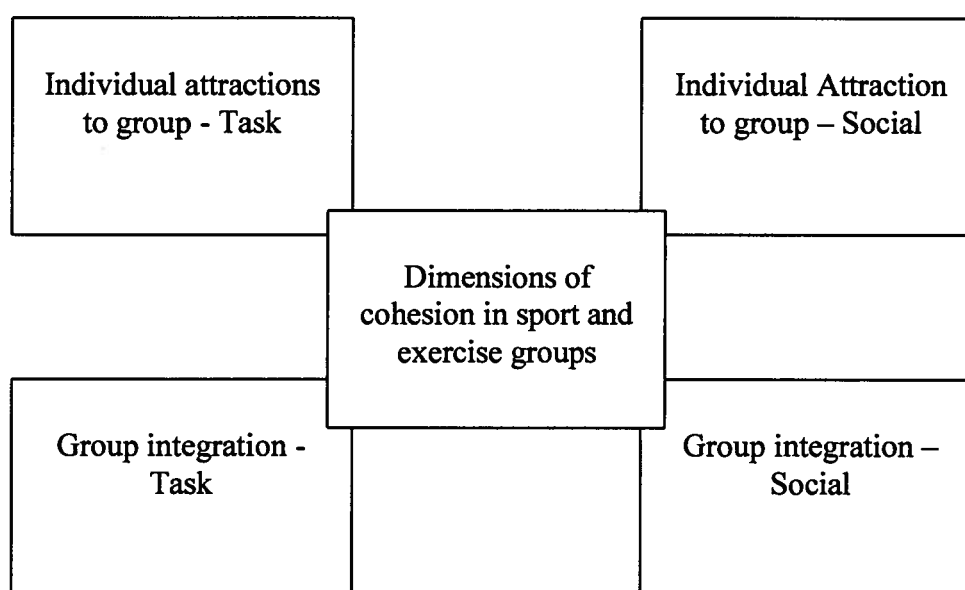 Individual attractions
to group - Task
Individual Attraction
to group – Social
Dimensions of
cohesion in sport and
exercise groups
Group integration -
Task
Group integration –
Social